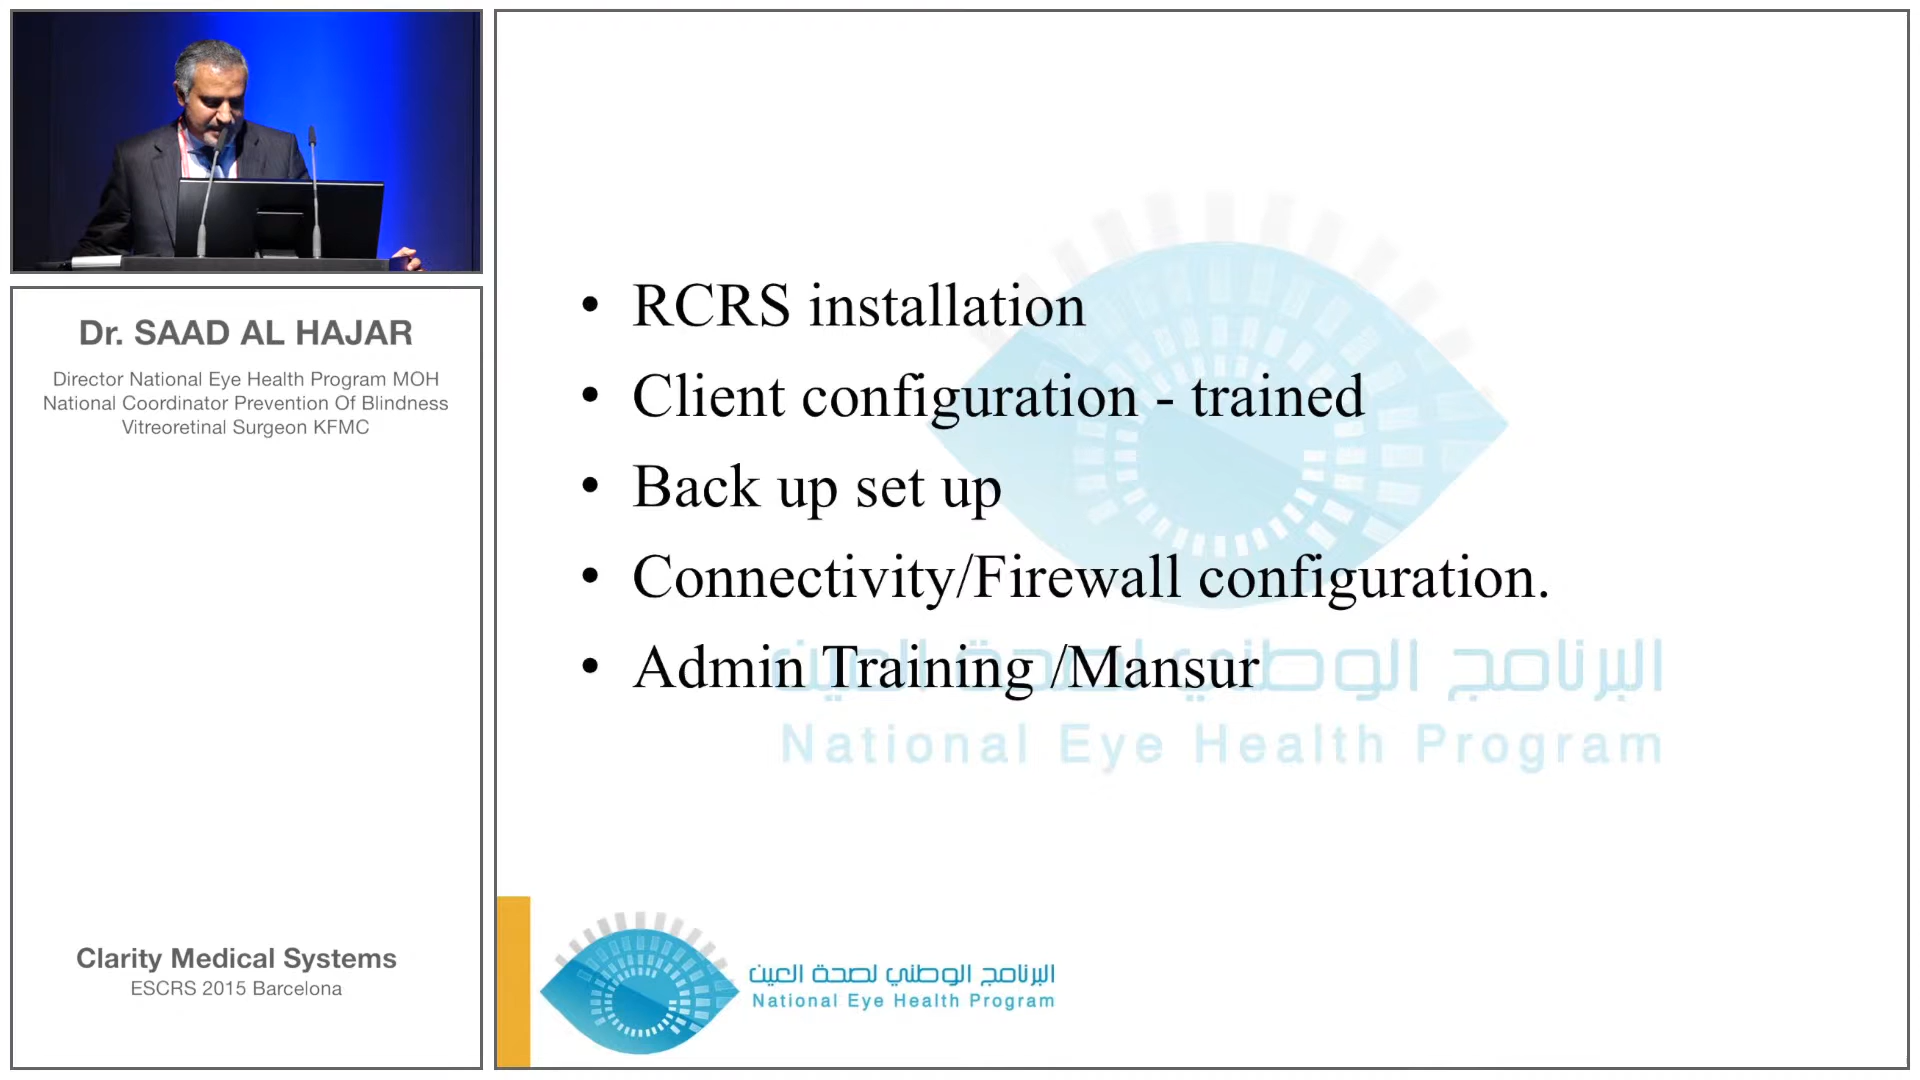 Dr. SAAD AL HAJAR
Director National Eye Health Program MOH
National Coordinator Prevention Of Blindness
Vitreoretinal Surgeon KFMC
Clarity Medical Systems
ESCRS 2015 Barcelona
• RCRS installation
• Client configuration - trained
• Back up set up
• Connectivity/Firewall configuration.
• Admin Training /Mansur
البرنامج الوطني لصحة العين
National Eye Health Program
البرنامج الوطني لصحة العين
National Eye Health Program